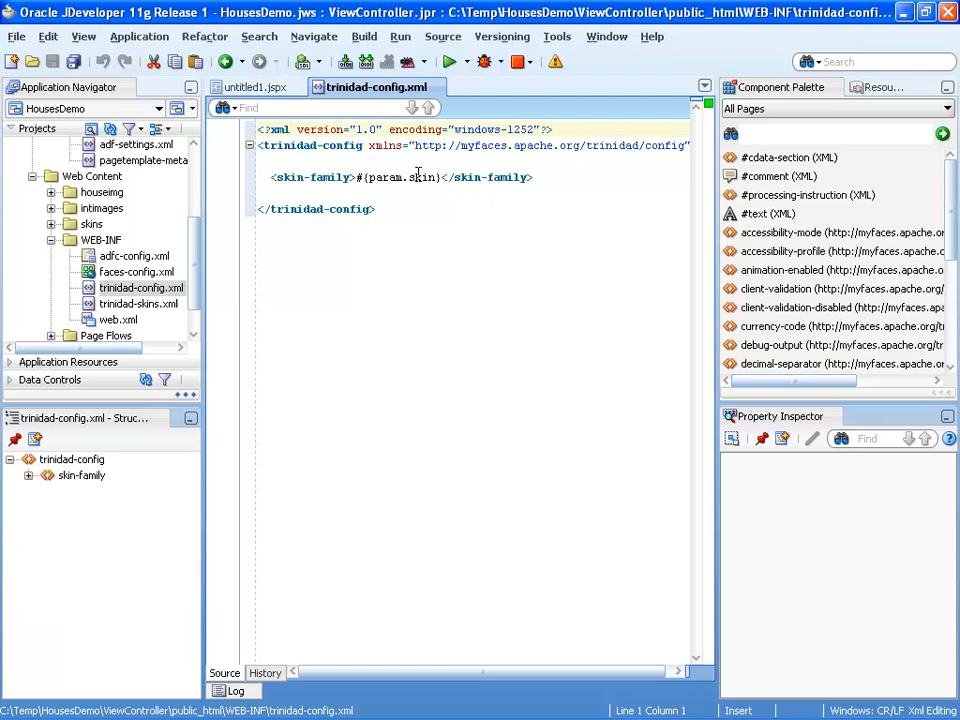 Oracle JDeveloper 11g Release 1 - HousesDemo.jws : ViewController.jpr : C:\Temp\HousesDemo\ViewController\public_html\WEB-INF\trinidad-confi...
File Edit View Application Refactor Search Navigate Build Run Source Versioning Tools Window Help
Search
Application Navigator
HousesDemo
Projects
adf-settings.xml
pagetemplate-meta
Web Content
houseimg
intimages
skins
WEB-INF
adfc-config.xml
faces-config.xml
trinidad-config.xml
trinidad-skins.xml
web.xml
Page Flows
Application Resources
Data Controls
trinidad-config.xml - Struc...
trinidad-config
skin-family
untitled1.jspx
trinidad-config.xml
Find
<?xml version="1.0" encoding="windows-1252"?>
<trinidad-config xmlns="http://myfaces.apache.org/trinidad/config"
<skin-family>#{param.skin}</skin-family>
</trinidad-config>
Source History
Log
Component Palette
Resou...
All Pages
#cdata-section (XML)
#comment (XML)
#processing-instruction (XML)
#text (XML)
accessibility-mode (http://myfaces.a
accessibility-profile (http://myfaces.
animation-enabled (http://myfaces.a
client-validation (http://myfaces.apache.org/
client-validation-disabled (http://my
currency-code (http://myfaces.apache.org/tr
debug-output (http://myfaces.apache.org/tr
decimal-separator (http://myfaces.a
Property Inspector
Find
C:\Temp\HousesDemo\ViewController\public_html\WEB-INF\trinidad-config.xml
Line 1 Column 1
Insert
Windows: CR/LF Xml Editing